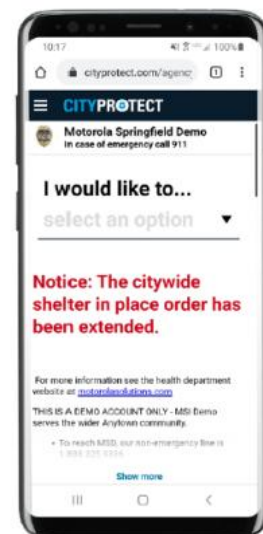 10:17
100%
cityprotect.com/agency
1
CITYPROTECT
Motorola Springfield Demo
In case of emergency call 911
I would like to...
select an option
Notice: The citywide
shelter in place order has
been extended.
For more information see the health department
website at motorolasolutions.com
THIS IS A DEMO ACCOUNT ONLY - MSI Demo
serves the wider Anytown community.
• To reach MSD, our non-emergency line is
Show more